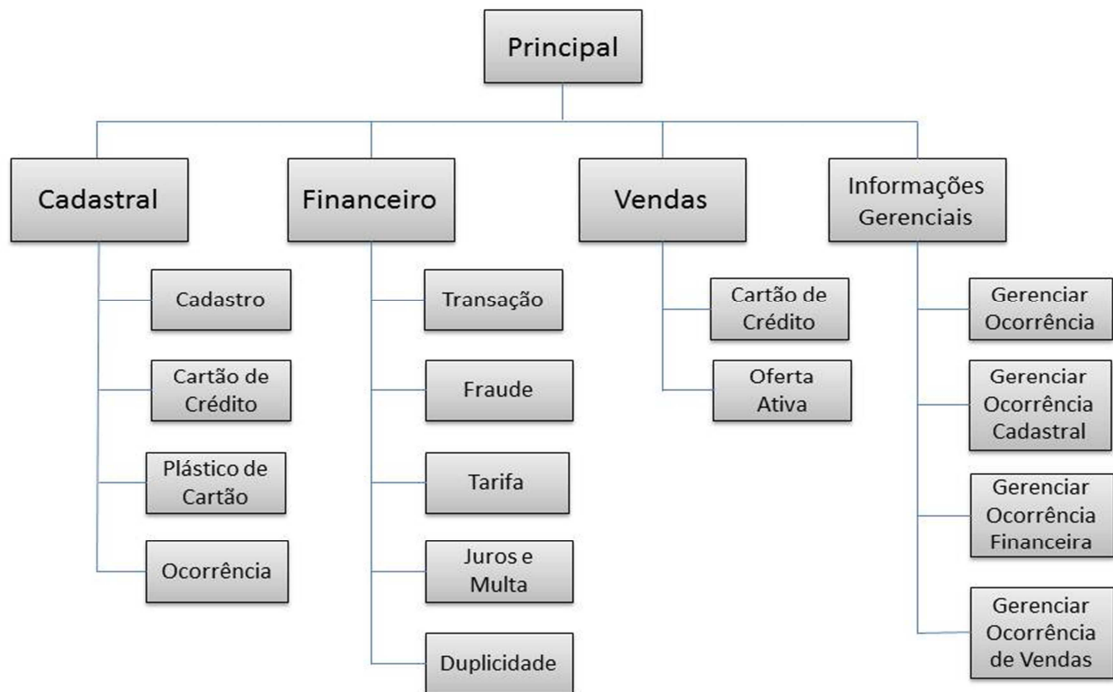 Principal
Cadastral
Financeiro
Vendas
Informações
Gerenciais
Cadastro
Cartão de
Crédito
Plástico de
Cartão
Ocorrência
Transação
Fraude
Tarifa
Juros e
Multa
Duplicidade
Cartão de
Crédito
Oferta
Ativa
Gerenciar
Ocorrência
Gerenciar
Ocorrência
Cadastral
Gerenciar
Ocorrência
Financeira
Gerenciar
Ocorrência
de Vendas